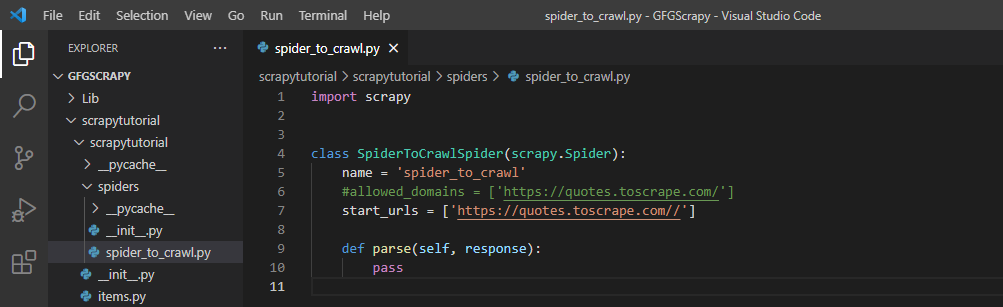 File Edit Selection View Go Run Terminal Help spider_to_crawl.py - GFGScrapy - Visual Studio Code
EXPLORER ···
spider_to_crawl.py ×
GFGSCRAPY
scrapytutorial > scrapytutorial > spiders > spider_to_crawl.py
Lib
scrapytutorial
scrapytutorial
__pycache__
spiders
__pycache__
__init__.py
spider_to_crawl.py
__init__.py
items.py
1 import scrapy
2
3
4 class SpiderToCrawlSpider(scrapy.Spider):
5     name = 'spider_to_crawl'
6     #allowed_domains = ['https://quotes.toscrape.com/']
7     start_urls = ['https://quotes.toscrape.com//']
8
9     def parse(self, response):
10         pass
11